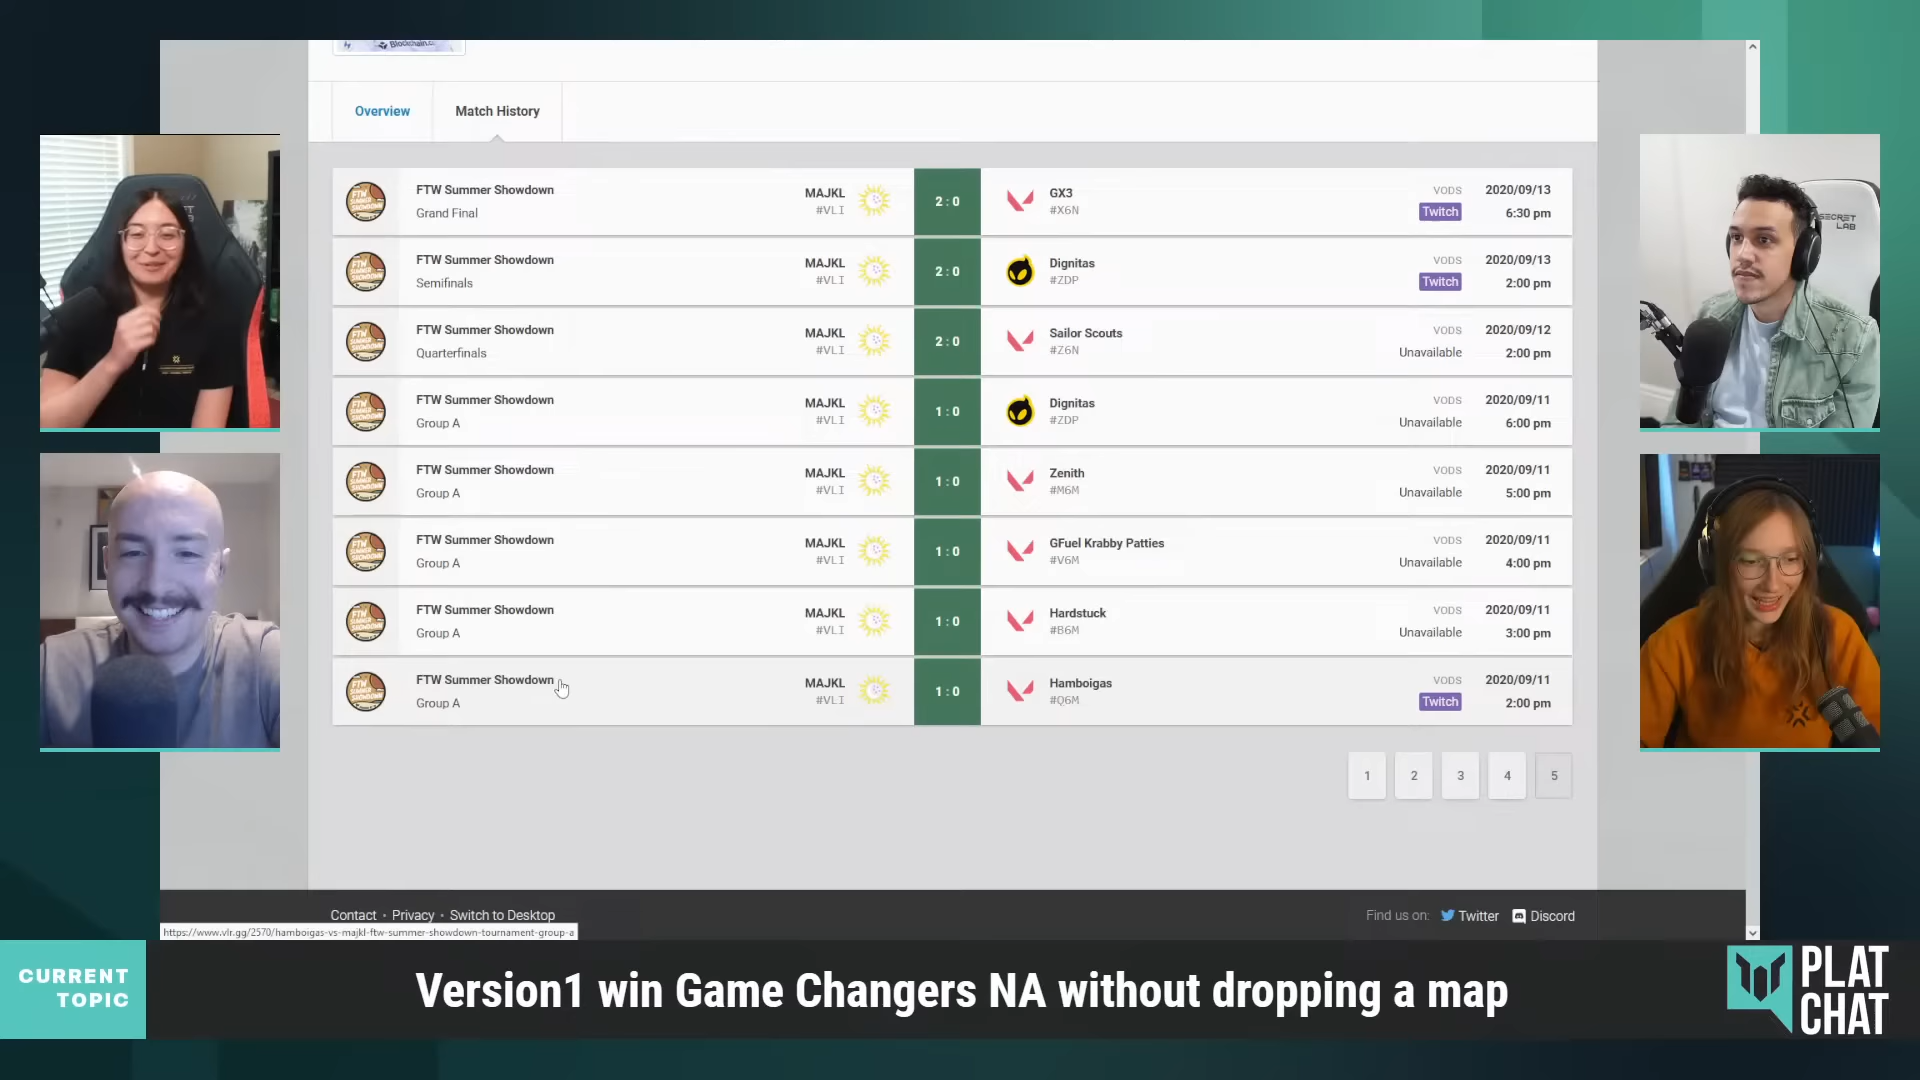 Blockchain.c
Overview
Match History
FTW Summer Showdown
Grand Final
MAJKL
#VLI
2 : 0
GX3
#X6N
VODS
Twitch
2020/09/13
6:30 pm
FTW Summer Showdown
Semifinals
MAJKL
#VLI
2 : 0
Dignitas
#ZDP
VODS
Twitch
2020/09/13
2:00 pm
FTW Summer Showdown
Quarterfinals
MAJKL
#VLI
2 : 0
Sailor Scouts
#Z6N
VODS
Unavailable
2020/09/12
2:00 pm
FTW Summer Showdown
Group A
MAJKL
#VLI
1 : 0
Dignitas
#ZDP
VODS
Unavailable
2020/09/11
6:00 pm
FTW Summer Showdown
Group A
MAJKL
#VLI
1 : 0
Zenith
#M6M
VODS
Unavailable
2020/09/11
5:00 pm
FTW Summer Showdown
Group A
MAJKL
#VLI
1 : 0
GFuel Krabby Patties
#V6M
VODS
Unavailable
2020/09/11
4:00 pm
FTW Summer Showdown
Group A
MAJKL
#VLI
1 : 0
Hardstuck
#B6M
VODS
Unavailable
2020/09/11
3:00 pm
FTW Summer Showdown
Group A
MAJKL
#VLI
1 : 0
Hamboigas
#Q6M
VODS
Twitch
2020/09/11
2:00 pm
1 2 3 4 5
Contact • Privacy • Switch to Desktop
Find us on: Twitter Discord
https://www.vlr.gg/2570/hamboigas-vs-majkl-ftw-summer-showdown-tournament-group-a
SECRET
LAB
CURRENT
TOPIC
Version1 win Game Changers NA without dropping a map
PLAT
CHAT